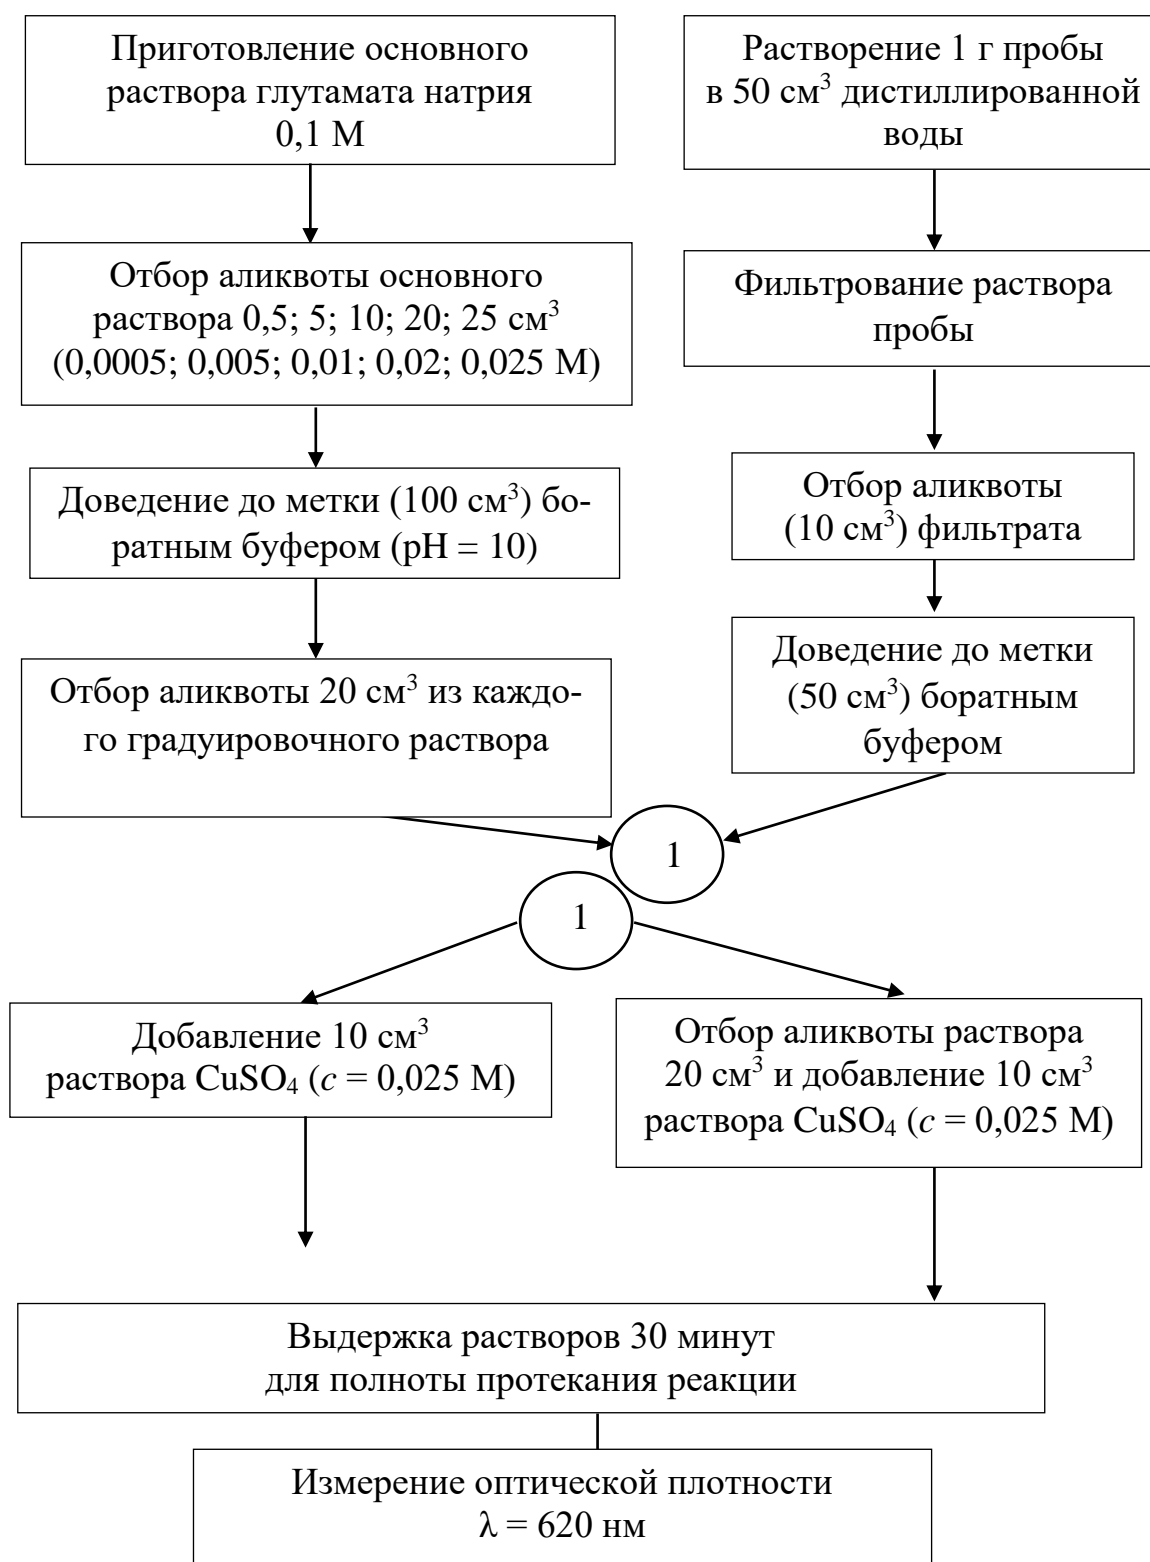 Приготовление основного
раствора глутамата натрия
0,1 М
Отбор аликвоты основного
раствора 0,5; 5; 10; 20; 25 см³
(0,0005; 0,005; 0,01; 0,02; 0,025 М)
Доведение до метки (100 см³) бо-
ратным буфером (рН = 10)
Отбор аликвоты 20 см³ из каждо-
го градуировочного раствора
Растворение 1 г пробы
в 50 см³ дистиллированной
воды
Фильтрование раствора
пробы
Отбор аликвоты
(10 см³) фильтрата
Доведение до метки
(50 см³) боратным
буфером
1
1
Добавление 10 см³
раствора CuSO₄ (c = 0,025 М)
Отбор аликвоты раствора
20 см³ и добавление 10 см³
раствора CuSO₄ (c = 0,025 М)
Выдержка растворов 30 минут
для полноты протекания реакции
Измерение оптической плотности
λ = 620 нм